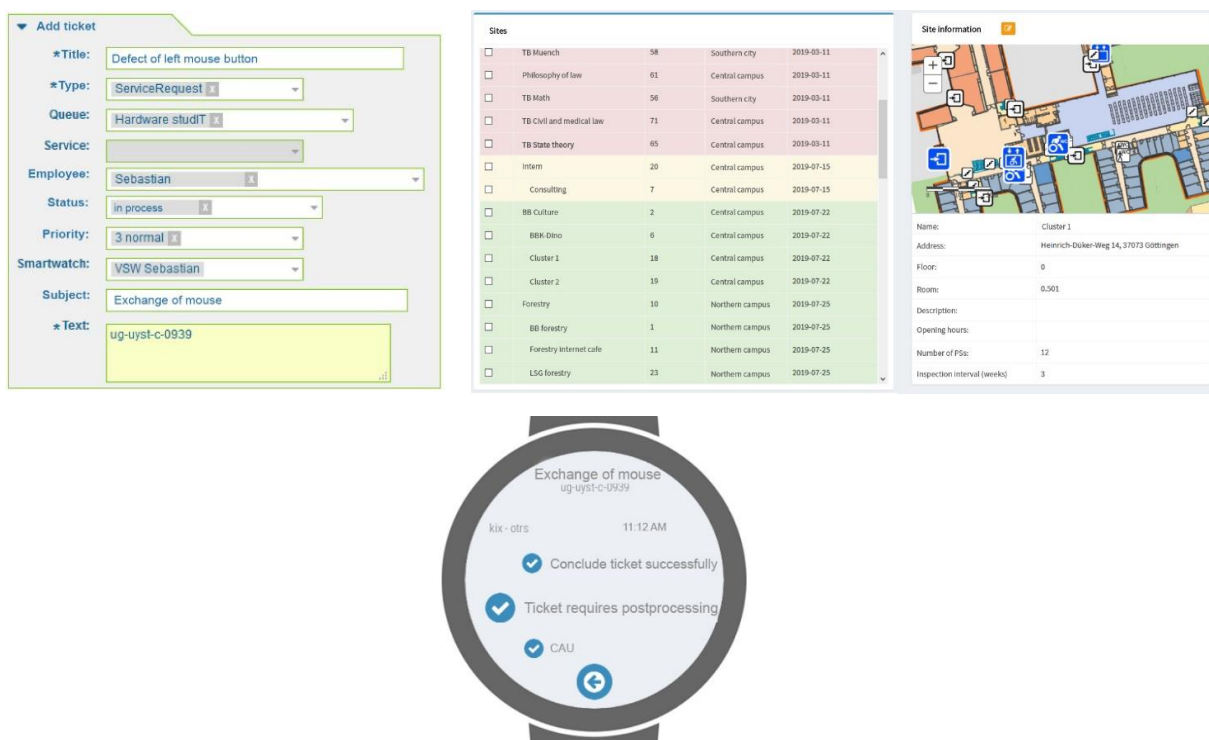 Add ticket
*Title: Defect of left mouse button
*Type: ServiceRequest x
Queue: Hardware studIT x
Service:
Employee: Sebastian x
Status: in process x
Priority: 3 normal x
Smartwatch: VSW Sebastian
Subject: Exchange of mouse
*Text: ug-uyst-c-0939
Sites
TB Muench 58 Southern city 2019-03-11
Philosophy of law 61 Central campus 2019-03-11
TB Math 56 Southern city 2019-03-11
TB Civil and medical law 71 Central campus 2019-03-11
TB State theory 65 Central campus 2019-03-11
Intern 20 Central campus 2019-07-15
Consulting 7 Central campus 2019-07-15
BB Culture 2 Central campus 2019-07-22
BBK-Dino 6 Central campus 2019-07-22
Cluster 1 18 Central campus 2019-07-22
Cluster 2 19 Central campus 2019-07-22
Forestry 10 Northern campus 2019-07-25
BB forestry 1 Northern campus 2019-07-25
Forestry internet cafe 11 Northern campus 2019-07-25
LSG forestry 23 Northern campus 2019-07-25
Site information
+
−
Name: Cluster 1
Address: Heinrich-Düker-Weg 14, 37073 Göttingen
Floor: 0
Room: 0.501
Description:
Opening hours:
Number of PSs: 12
Inspection interval (weeks) 3
Exchange of mouse
ug-uyst-c-0939
kix - otrs 11:12 AM
Conclude ticket successfully
Ticket requires postprocessing
CAU